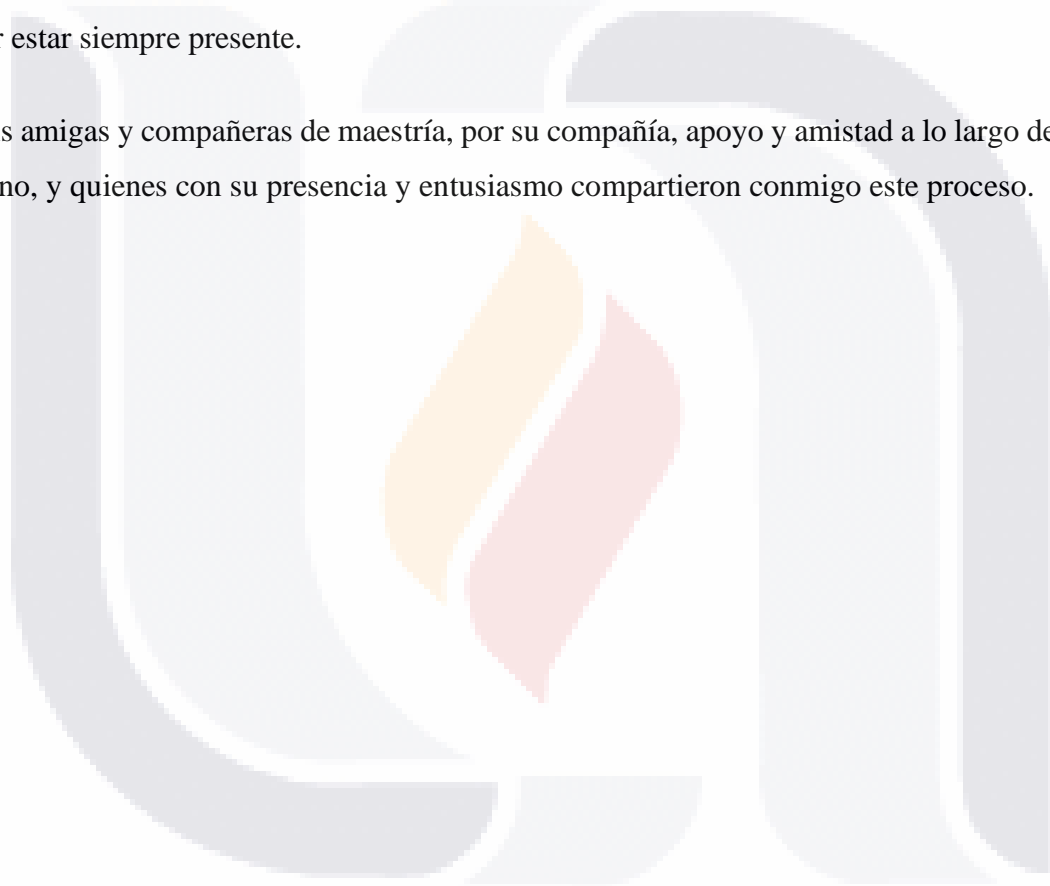 estar siempre presente.
amigas y compañeras de maestría, por su compañía, apoyo y amistad a lo largo de
y quienes con su presencia y entusiasmo compartieron conmigo este proceso.